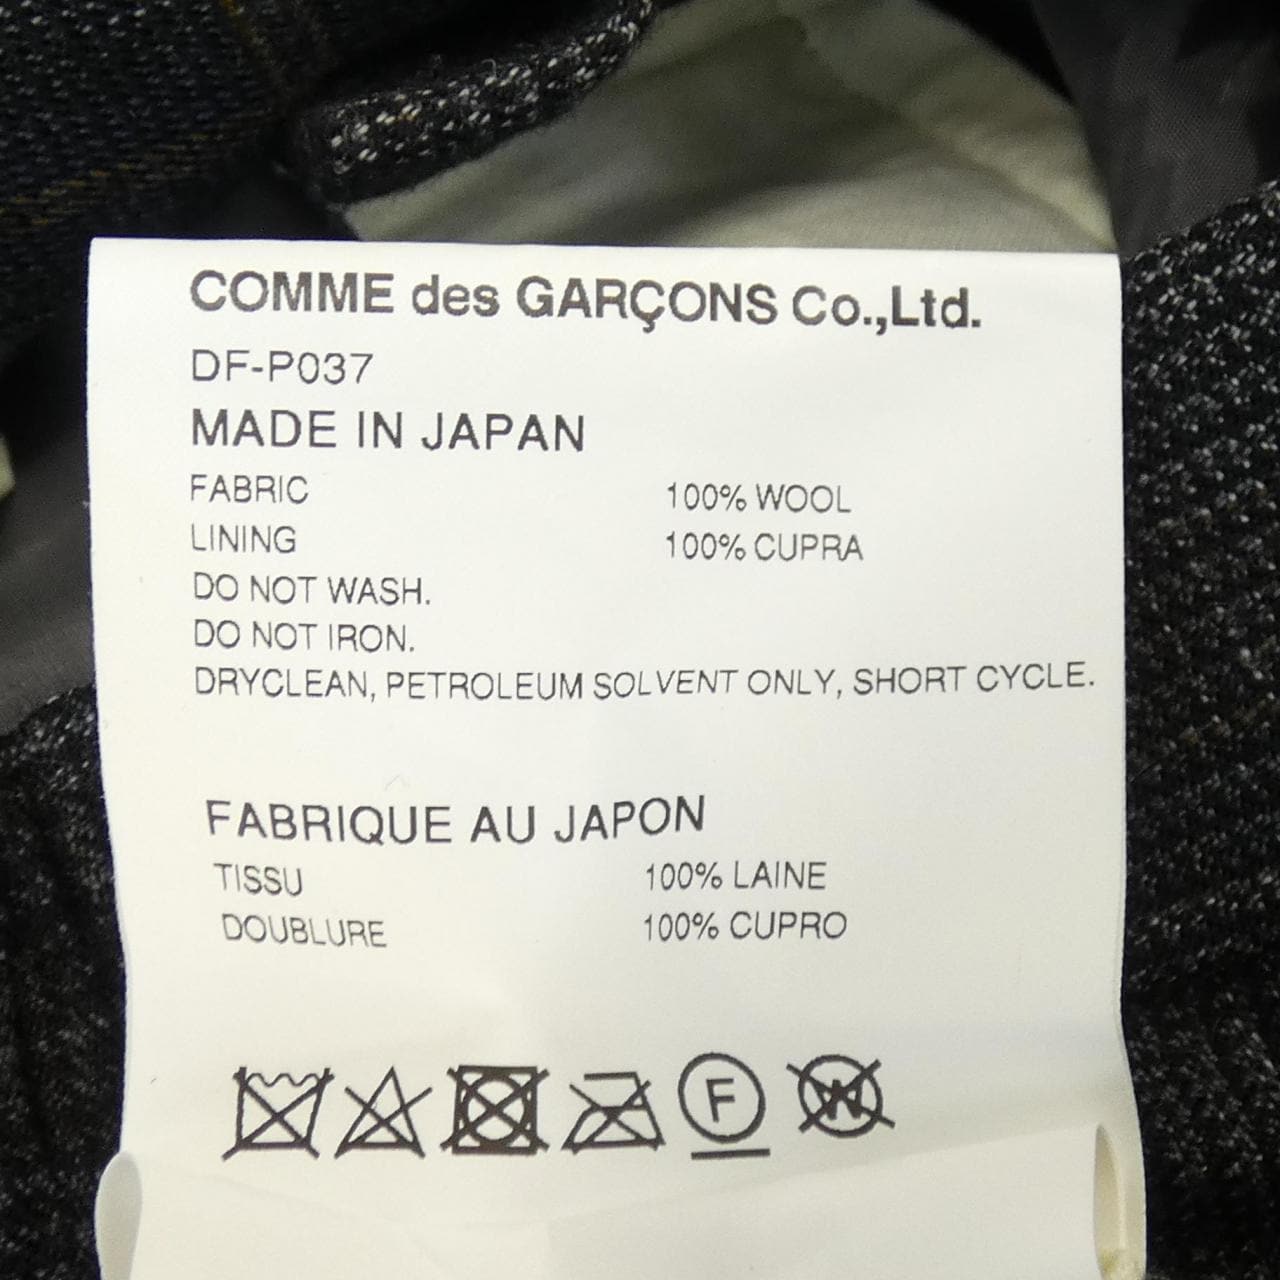 COMME des GARÇONS Co.,Ltd.
DF-P037
MADE IN JAPAN
FABRIC 100% WOOL
LINING 100% CUPRA
DO NOT WASH.
DO NOT IRON.
DRYCLEAN, PETROLEUM SOLVENT ONLY, SHORT CYCLE.
FABRIQUE AU JAPON
TISSU 100% LAINE
DOUBLURE 100% CUPRO
F W